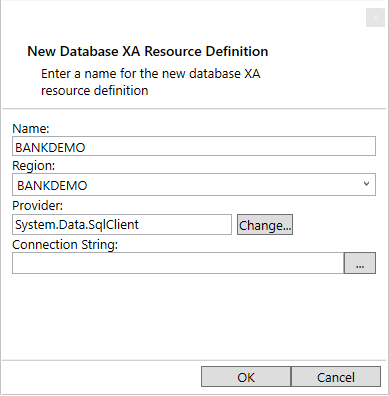 New Database XA Resource Definition
Enter a name for the new database XA
resource definition
Name:
BANKDEMO
Region:
BANKDEMO
Provider:
System.Data.SqlClient
Change...
Connection String:
...
OK
Cancel